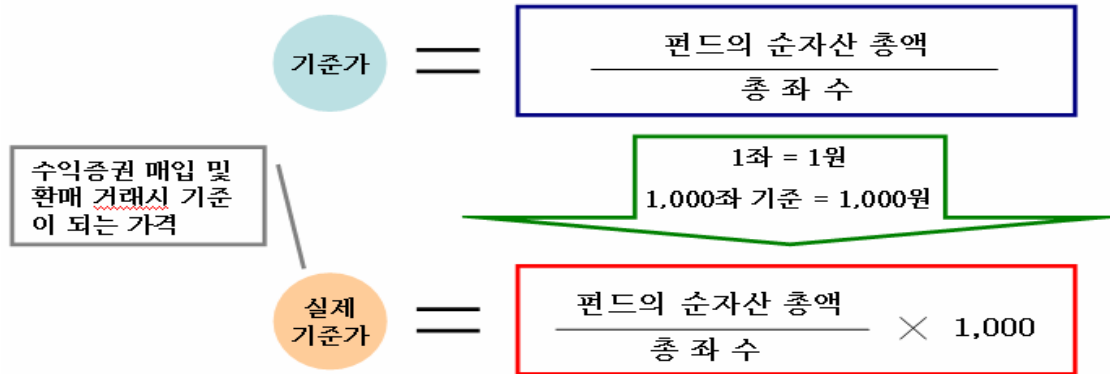 기준가
펀드의 순자산 총액
총 좌 수
수익증권 매입 및
환매 거래시 기준
이 되는 가격
1좌 = 1원
1,000좌 기준 = 1,000원
실제
기준가
펀드의 순자산 총액
총 좌 수
× 1,000